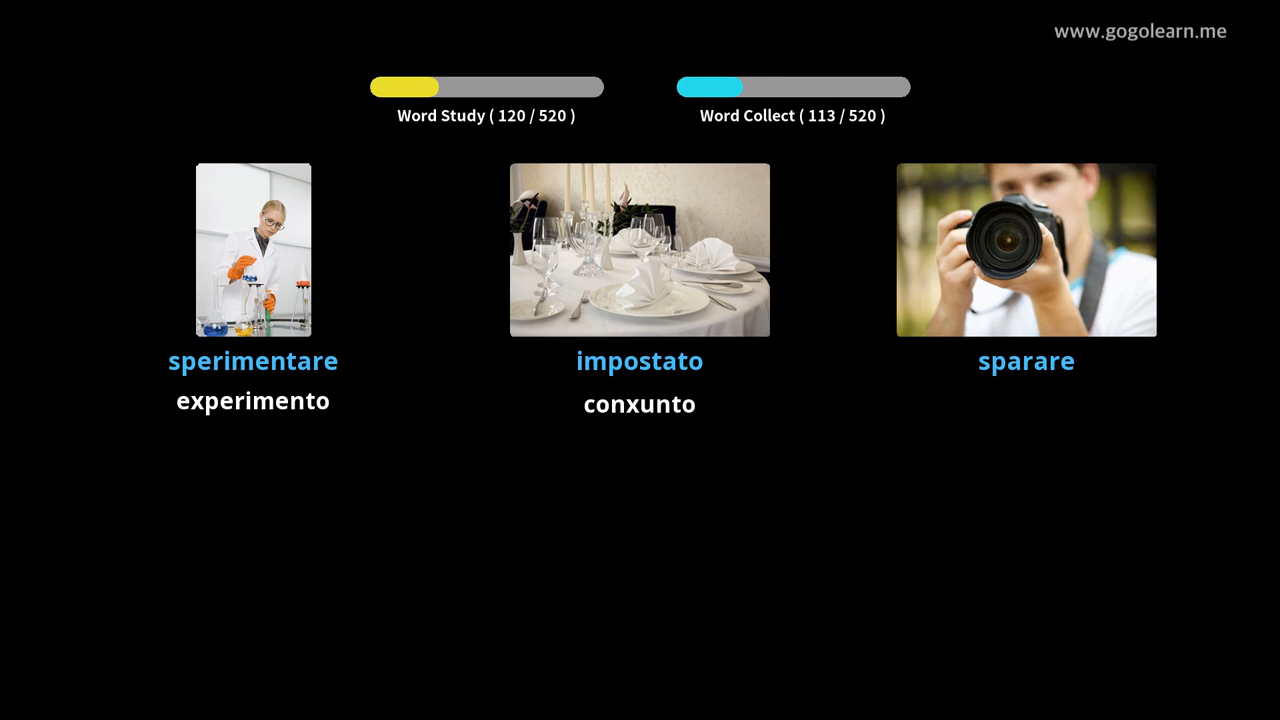 www.gogolearn.me
Word Study ( 120 / 520 )
Word Collect ( 113 / 520 )
sperimentare
impostato
sparare
experimento
conxunto